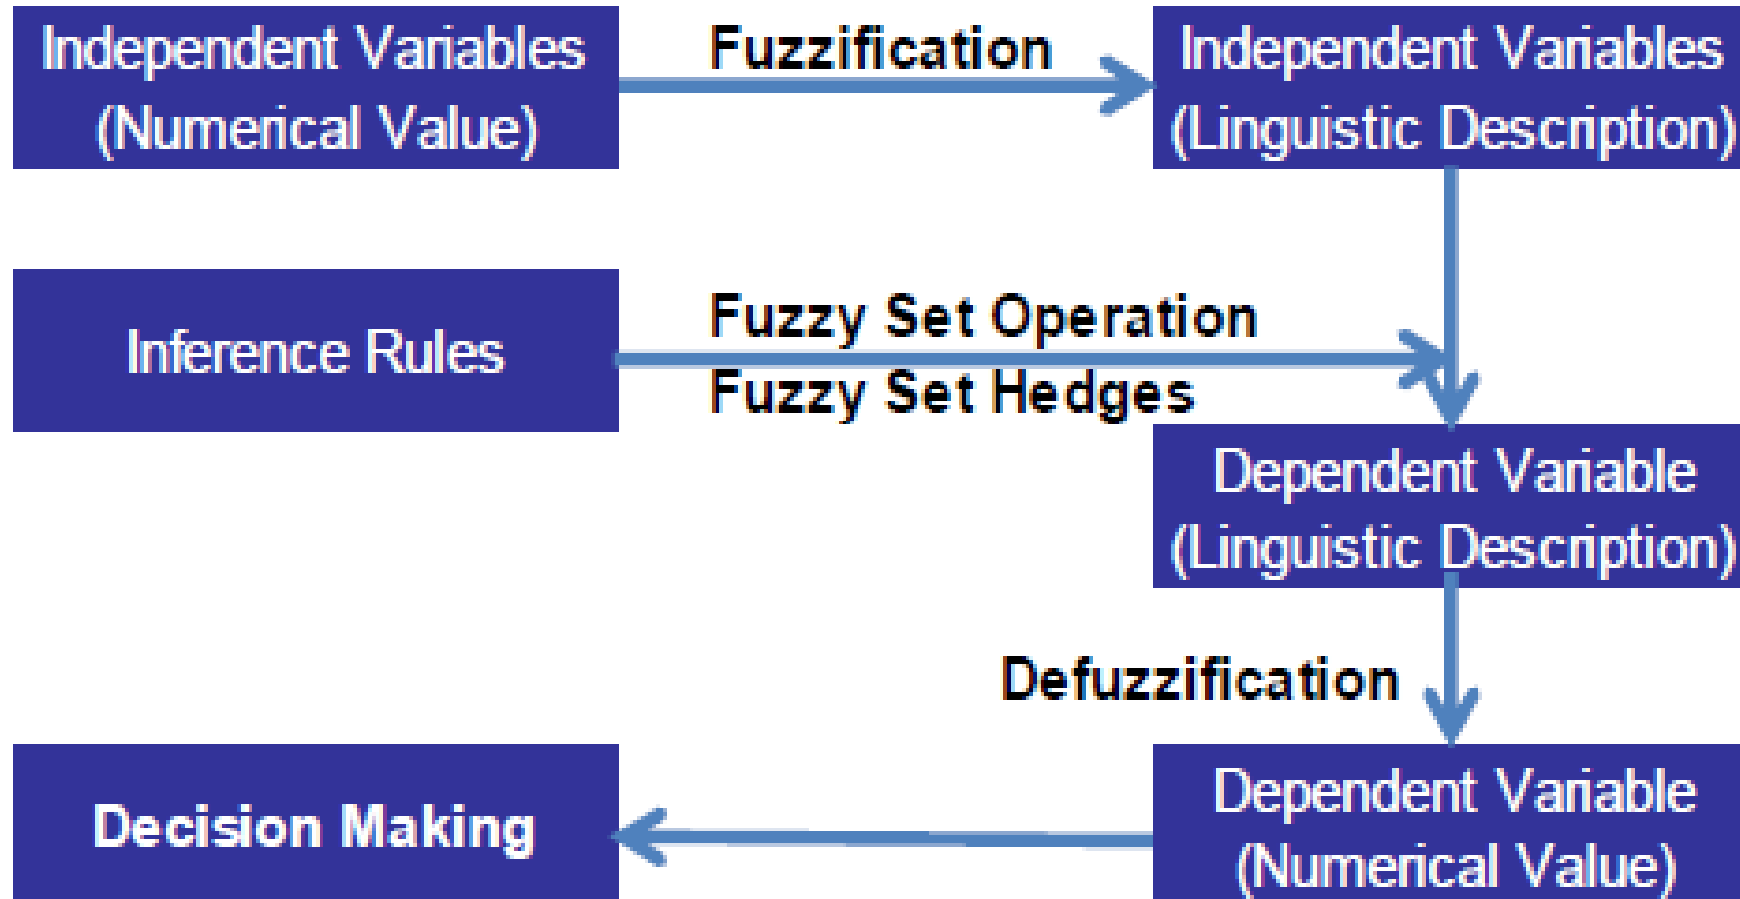 Independent Variables
(Numerical Value)
Fuzzification
Independent Variables
(Linguistic Description)
Inference Rules
Fuzzy Set Operation
Fuzzy Set Hedges
Dependent Variable
(Linguistic Description)
Defuzzification
Decision Making
Dependent Variable
(Numerical Value)